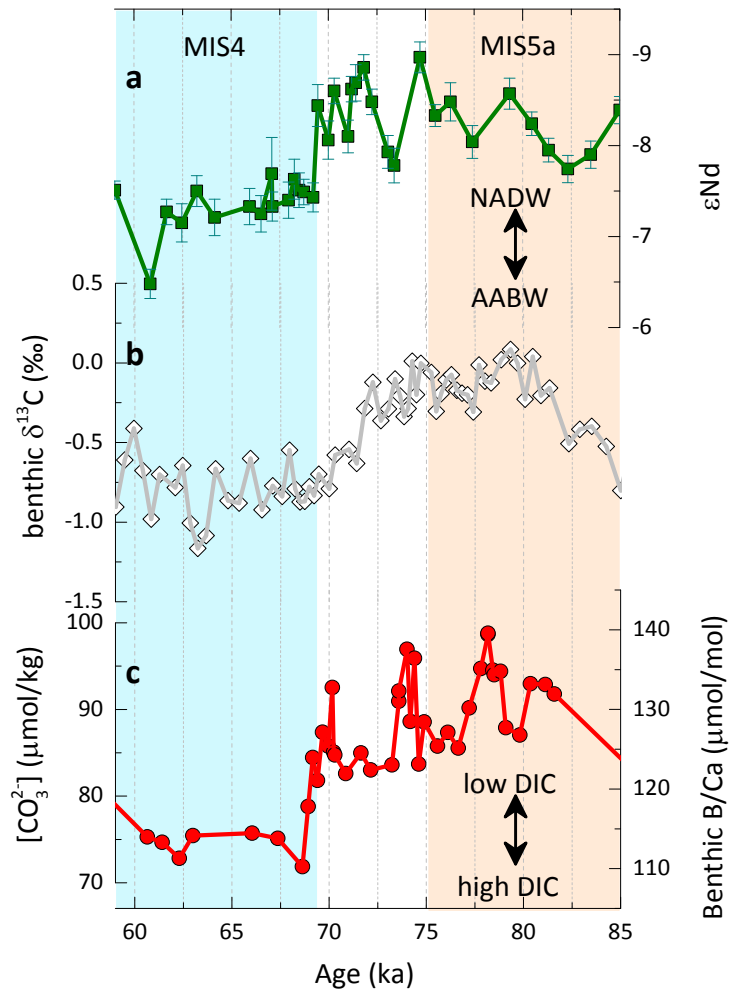 MIS4
MIS5a
a
-9
-8
-7
-6
εNd
NADW
AABW
b
0.5
0.0
-0.5
-1.0
-1.5
benthic δ¹³C (‰)
c
100
90
80
70
[CO₃²⁻] (μmol/kg)
140
130
120
110
Benthic B/Ca (μmol/mol)
low DIC
high DIC
60 65 70 75 80 85
Age (ka)